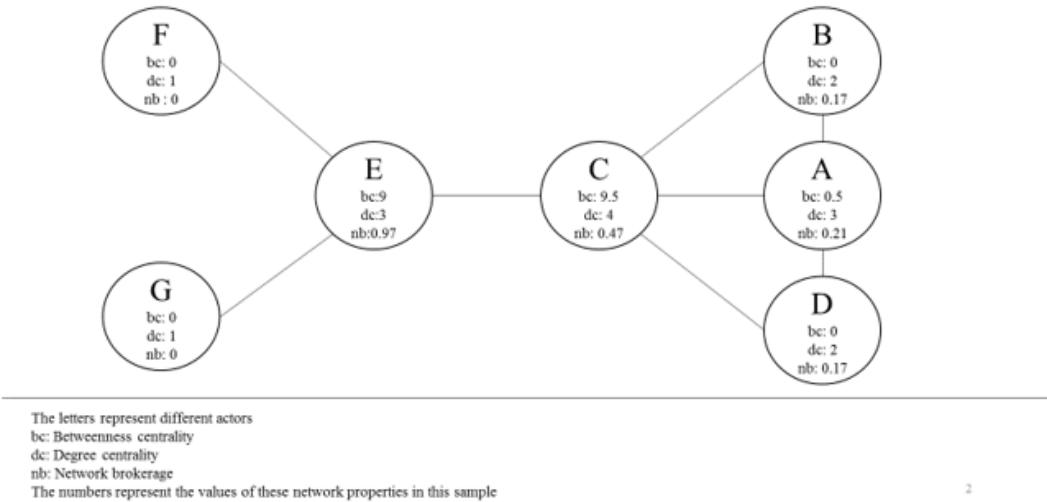 F
bc: 0
dc: 1
nb : 0
B
bc: 0
dc: 2
nb: 0.17
E
bc:9
dc:3
nb:0.97
C
bc: 9.5
dc: 4
nb: 0.47
A
bc: 0.5
dc: 3
nb: 0.21
G
bc: 0
dc: 1
nb: 0
D
bc: 0
dc: 2
nb: 0.17
The letters represent different actors
bc: Betweenness centrality
dc: Degree centrality
nb: Network brokerage
The numbers represent the values of these network properties in this sample
2